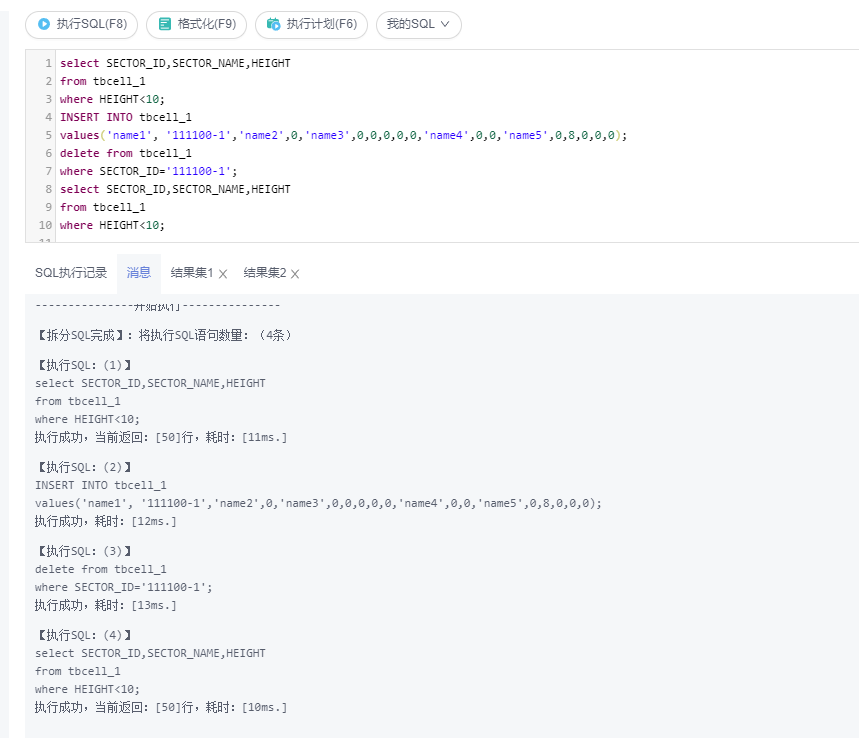 执行SQL(F8) 格式化(F9) 执行计划(F6) 我的SQL
1 select SECTOR_ID,SECTOR_NAME,HEIGHT
2 from tbcell_1
3 where HEIGHT<10;
4 INSERT INTO tbcell_1
5 values('name1', '111100-1','name2',0,'name3',0,0,0,0,0,'name4',0,0,'name5',0,8,0,0,0);
6 delete from tbcell_1
7 where SECTOR_ID='111100-1';
8 select SECTOR_ID,SECTOR_NAME,HEIGHT
9 from tbcell_1
10 where HEIGHT<10;
11
SQL执行记录 消息 结果集1 X 结果集2 X
---------------开始执行---------------
【拆分SQL完成】：将执行SQL语句数量：（4条）
【执行SQL：(1)】
select SECTOR_ID,SECTOR_NAME,HEIGHT
from tbcell_1
where HEIGHT<10;
执行成功，当前返回：[50]行，耗时：[11ms.]
【执行SQL：(2)】
INSERT INTO tbcell_1
values('name1', '111100-1','name2',0,'name3',0,0,0,0,0,'name4',0,0,'name5',0,8,0,0,0);
执行成功，耗时：[12ms.]
【执行SQL：(3)】
delete from tbcell_1
where SECTOR_ID='111100-1';
执行成功，耗时：[13ms.]
【执行SQL：(4)】
select SECTOR_ID,SECTOR_NAME,HEIGHT
from tbcell_1
where HEIGHT<10;
执行成功，当前返回：[50]行，耗时：[10ms.]